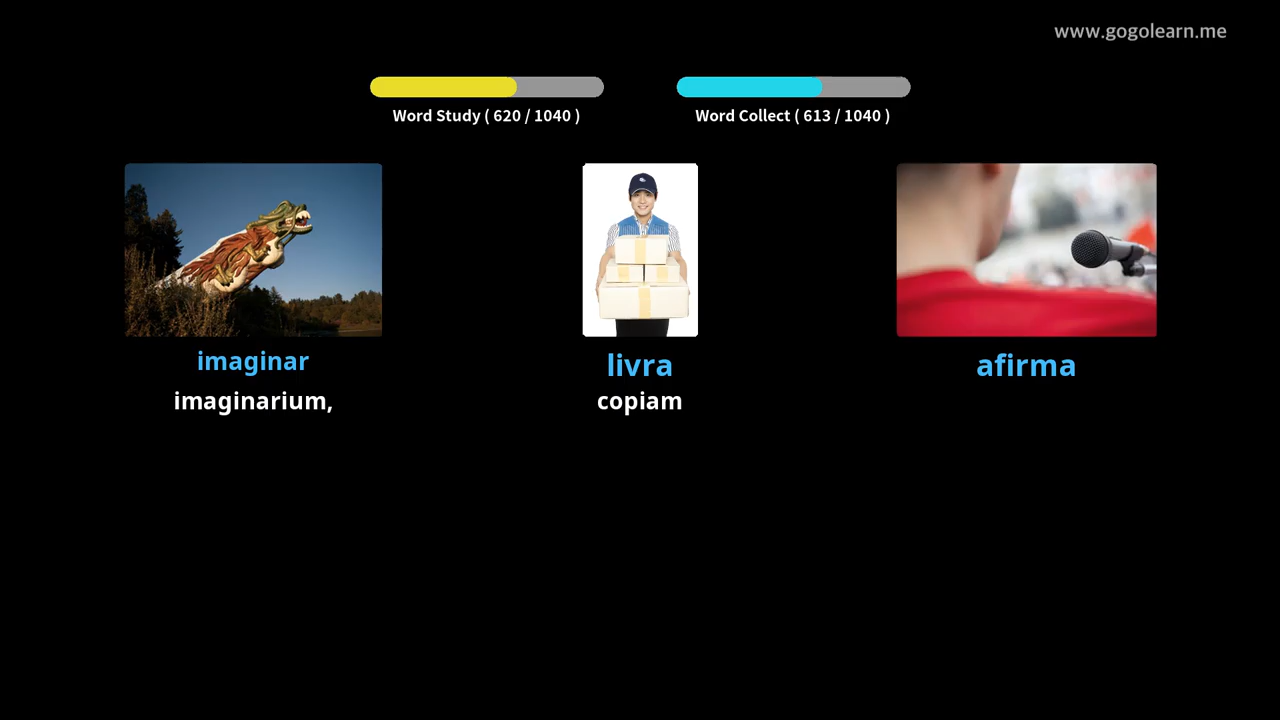 www.gogolearn.me
Word Study ( 620 / 1040 )
Word Collect ( 613 / 1040 )
imaginar
imaginarium,
livra
copiam
afirma